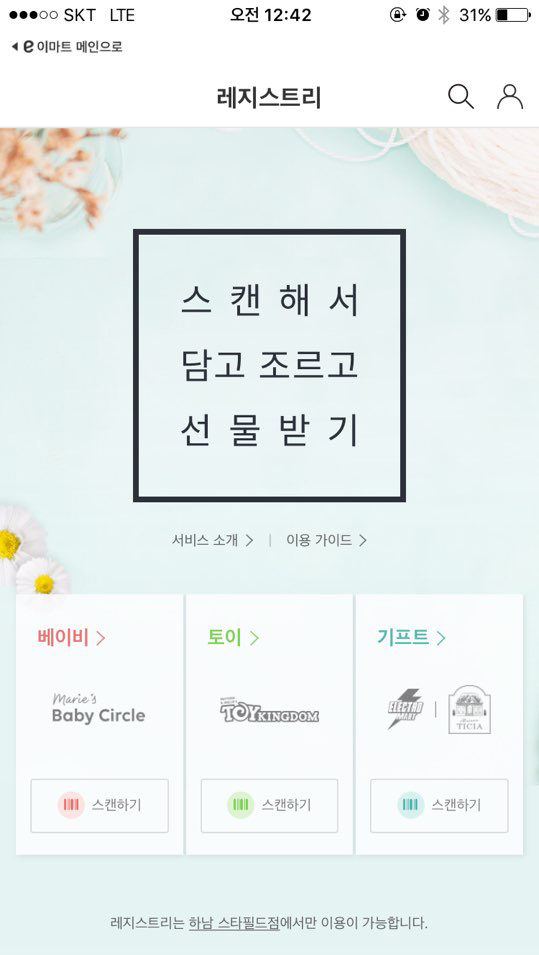 SKT LTE 오전 12:42 31%
e 이마트 메인으로
레지스트리
스캔해서
담고 조르고
선물받기
서비스 소개 > | 이용 가이드 >
베이비 >
Marie's
Baby Circle
스캔하기
토이 >
TOY KINGDOM
스캔하기
기프트 >
ELECTRO MART | TICIA
스캔하기
레지스트리는 하남 스타필드점에서만 이용이 가능합니다.